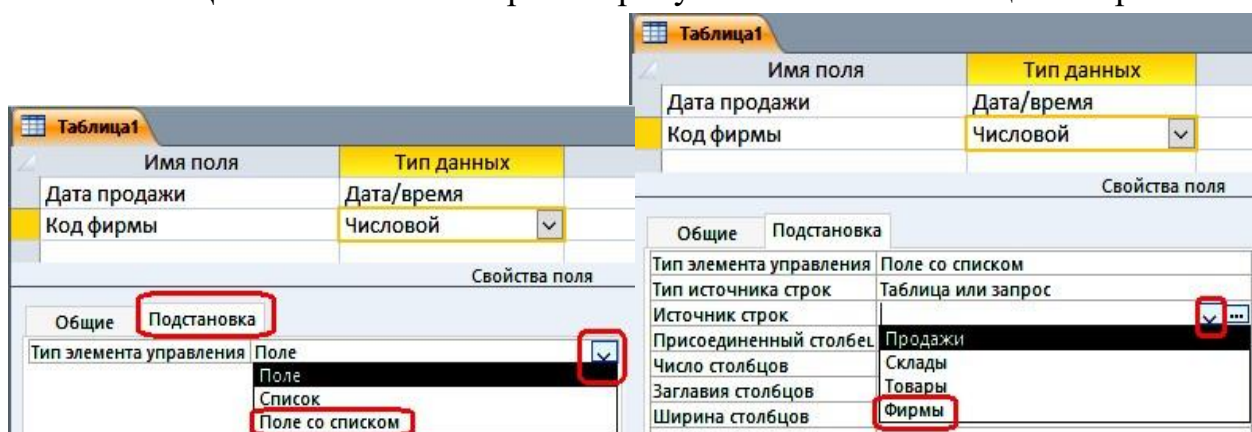 Таблица1
Имя поля Тип данных
Дата продажи Дата/время
Код фирмы Числовой
Свойства поля
Общие Подстановка
Тип элемента управления Поле
Поле
Список
Поле со списком
Таблица1
Имя поля Тип данных
Дата продажи Дата/время
Код фирмы Числовой
Свойства поля
Общие Подстановка
Тип элемента управления Поле со списком
Тип источника строк Таблица или запрос
Источник строк
Присоединенный столбец Продажи
Число столбцов Склады
Заглавия столбцов Товары
Ширина столбцов Фирмы